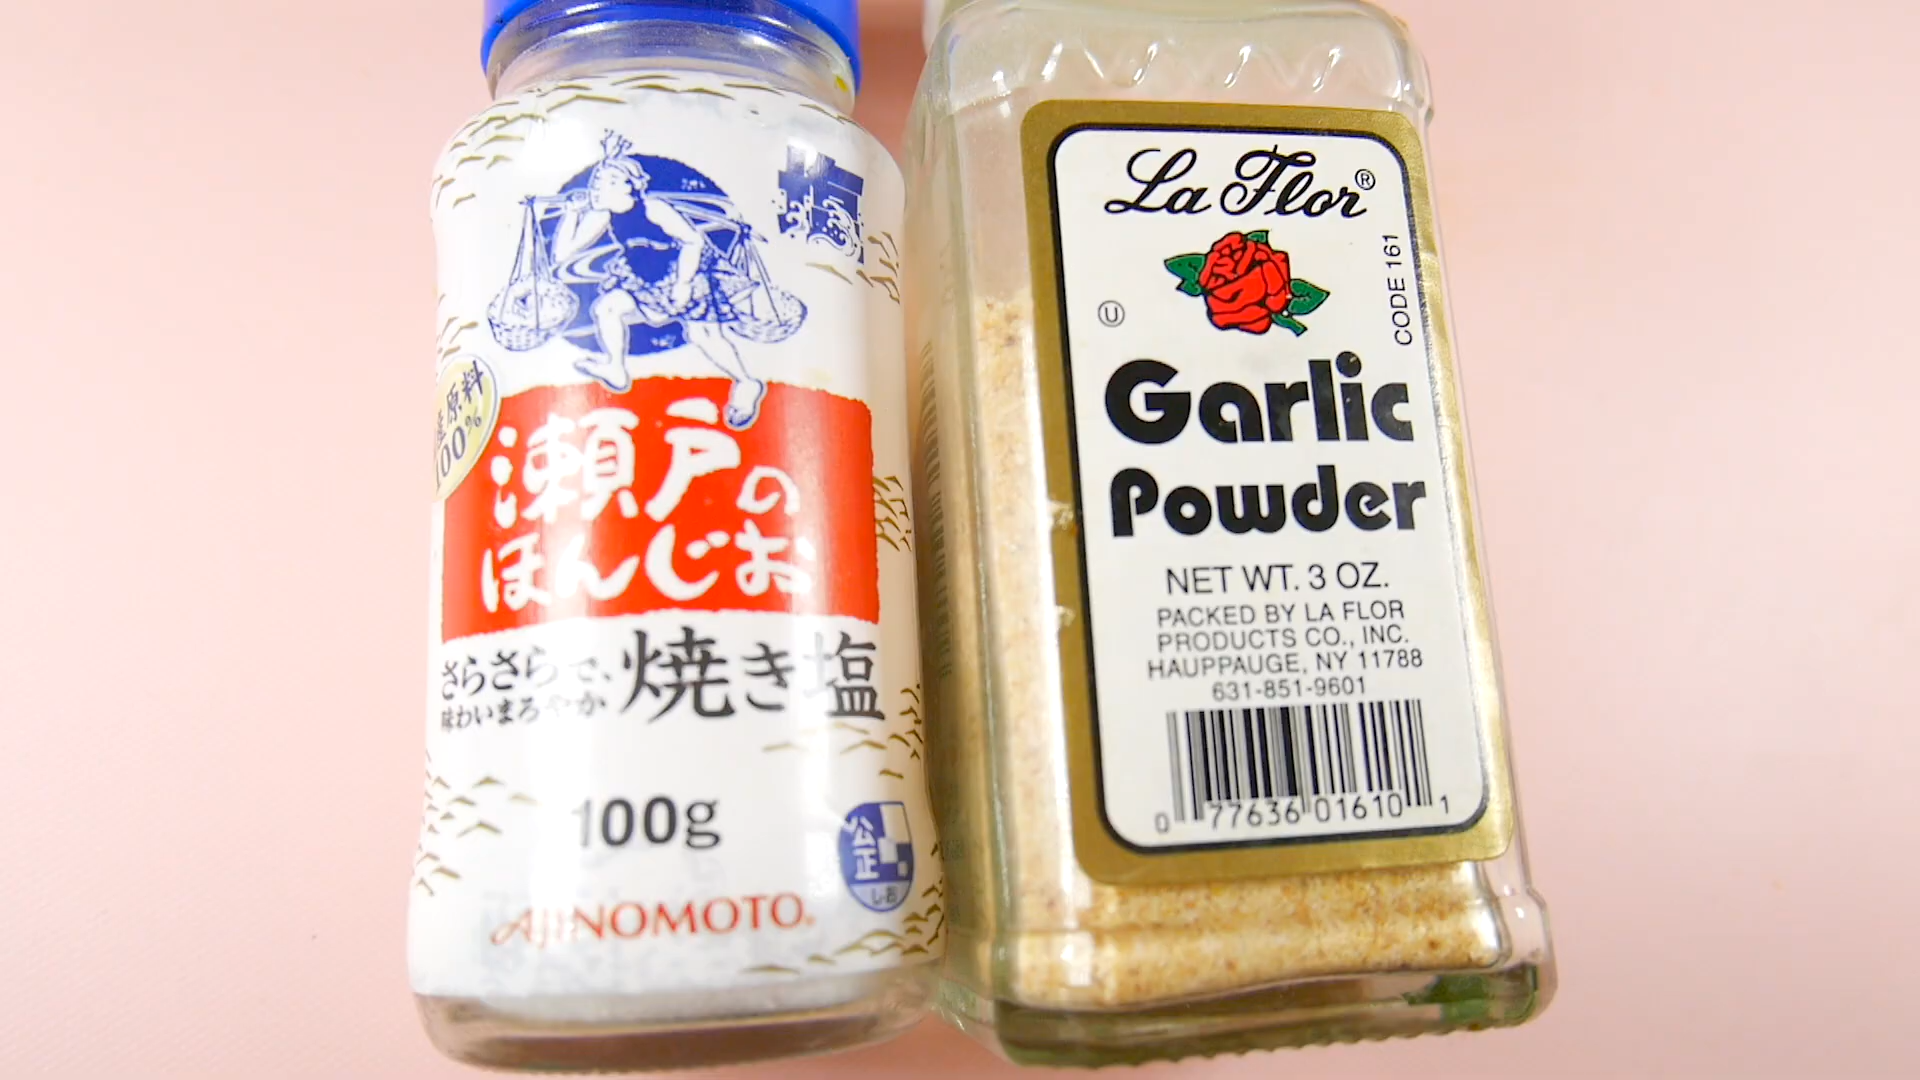 塩
産原料
100%
瀬戸の
ほんじお
さらさらで、
味わいまろやか
焼き塩
100g
公正
しお
AJINOMOTO®
La Flor®
CODE 161
U
Garlic
Powder
NET WT. 3 OZ.
PACKED BY LA FLOR
PRODUCTS CO., INC.
HAUPPAUGE, NY 11788
631-851-9601
0 77636 01610 1